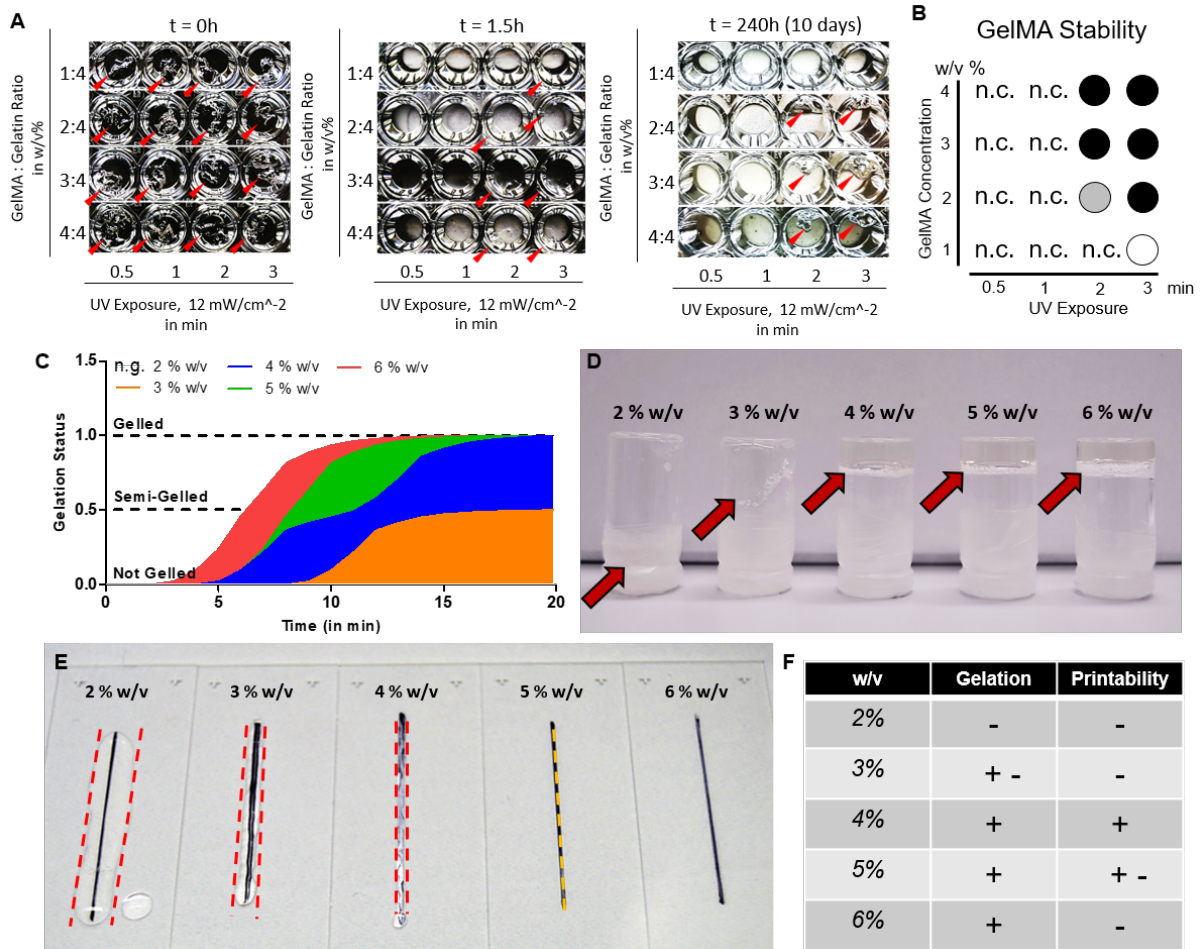 A
t = 0h
GelMA : Gelatin Ratio
in w/v%
1:4
2:4
3:4
4:4
0.5 1 2 3
UV Exposure, 12 mW/cm^-2
in min
t = 1.5h
GelMA : Gelatin Ratio
in w/v%
1:4
2:4
3:4
4:4
0.5 1 2 3
UV Exposure, 12 mW/cm^-2
in min
t = 240h (10 days)
GelMA : Gelatin Ratio
in w/v%
1:4
2:4
3:4
4:4
0.5 1 2 3
UV Exposure, 12 mW/cm^-2
in min
B
GelMA Stability
w/v %
GelMA Concentration
4 n.c. n.c.
3 n.c. n.c.
2 n.c. n.c.
1 n.c. n.c. n.c.
0.5 1 2 3 min
UV Exposure
C
n.g. 2 % w/v 4 % w/v 6 % w/v
3 % w/v 5 % w/v
Gelation Status
1.5
1.0
0.5
0.0
Gelled
Semi-Gelled
Not Gelled
0 5 10 15 20
Time (in min)
D
2 % w/v 3 % w/v 4 % w/v 5 % w/v 6 % w/v
E
2 % w/v 3 % w/v 4 % w/v 5 % w/v 6 % w/v
F
w/v Gelation Printability
2% - -
3% + - -
4% + +
5% + + -
6% + -